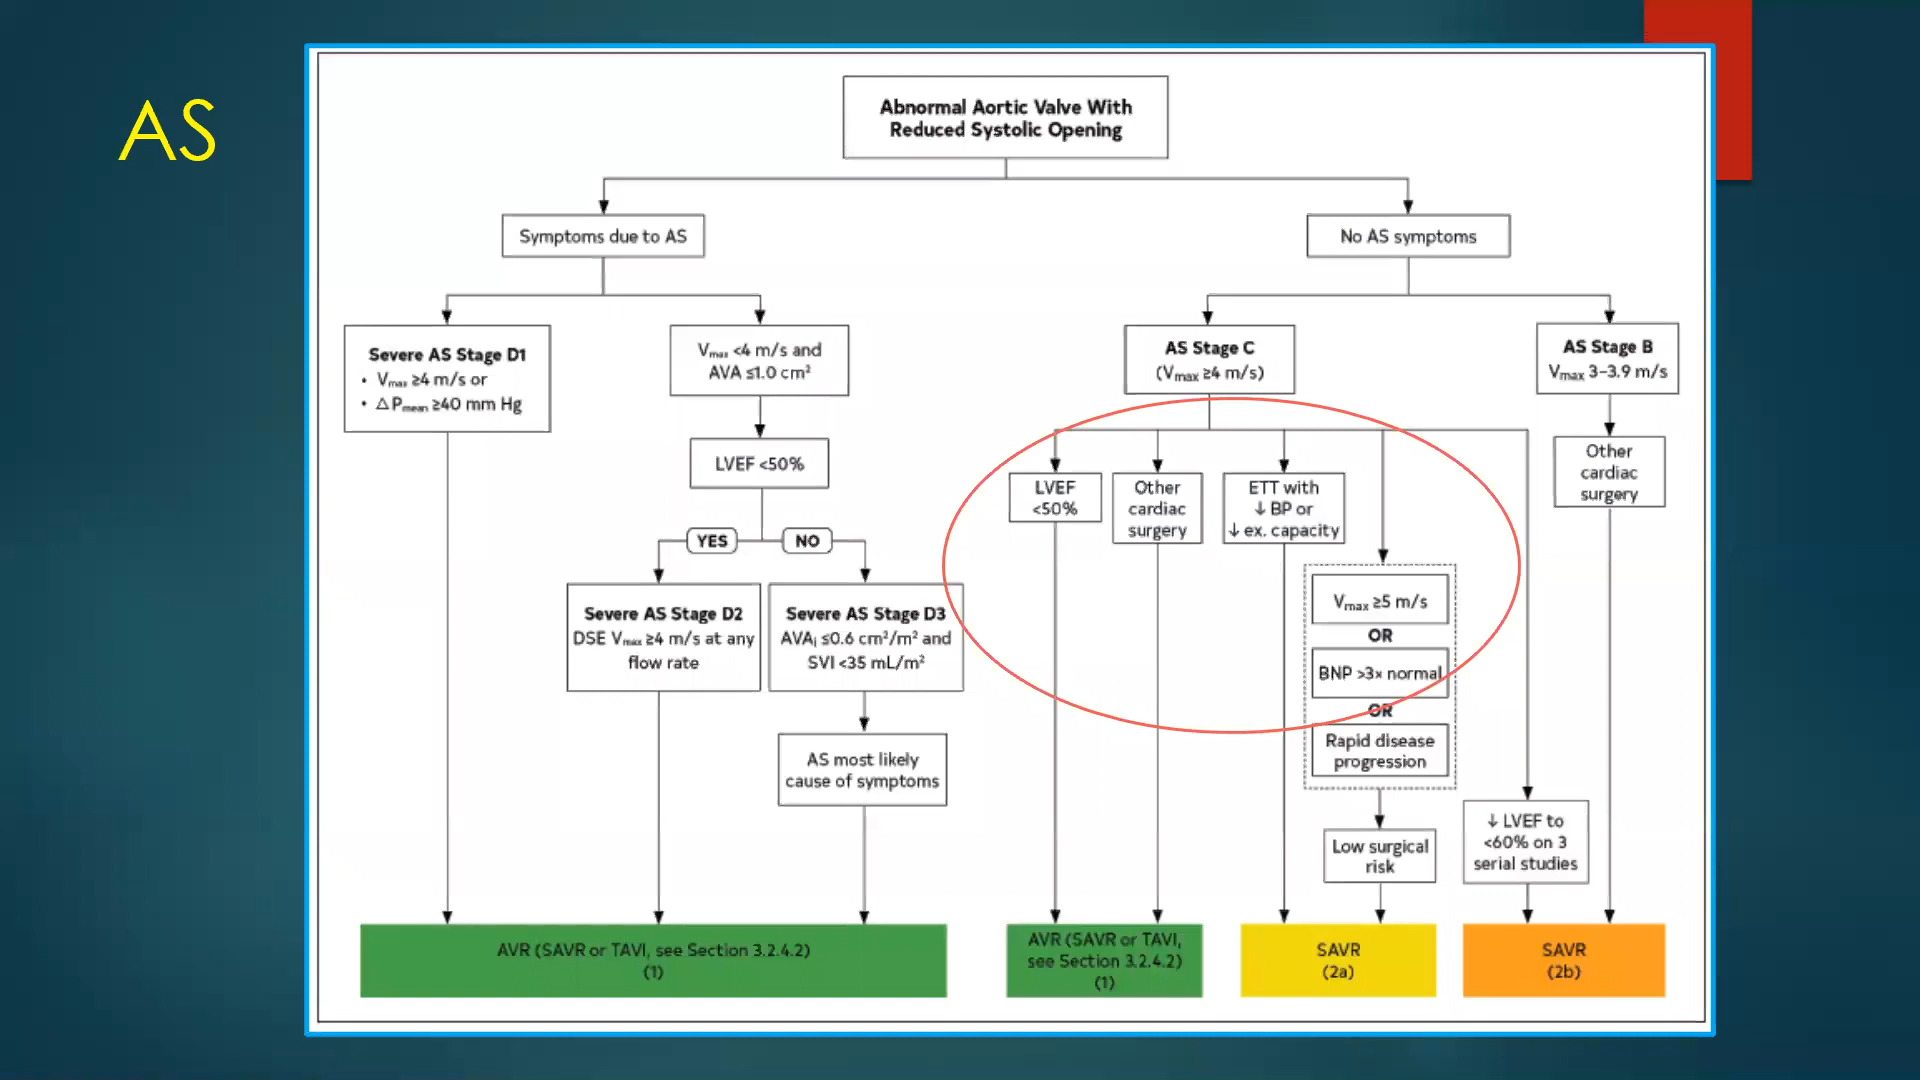 AS
Abnormal Aortic Valve With
Reduced Systolic Opening
Symptoms due to AS
No AS symptoms
Severe AS Stage D1
• Vmax ≥4 m/s or
• △Pmean ≥40 mm Hg
Vmax <4 m/s and
AVA ≤1.0 cm²
AS Stage C
(Vmax ≥4 m/s)
AS Stage B
Vmax 3–3.9 m/s
LVEF <50%
YES
NO
LVEF
<50%
Other
cardiac
surgery
ETT with
↓ BP or
↓ ex. capacity
Other
cardiac
surgery
Severe AS Stage D2
DSE Vmax ≥4 m/s at any
flow rate
Severe AS Stage D3
AVAi ≤0.6 cm²/m² and
SVI <35 mL/m²
Vmax ≥5 m/s
OR
BNP >3× normal
OR
Rapid disease
progression
AS most likely
cause of symptoms
Low surgical
risk
↓ LVEF to
<60% on 3
serial studies
AVR (SAVR or TAVI, see Section 3.2.4.2)
(1)
AVR (SAVR or TAVI,
see Section 3.2.4.2)
(1)
SAVR
(2a)
SAVR
(2b)